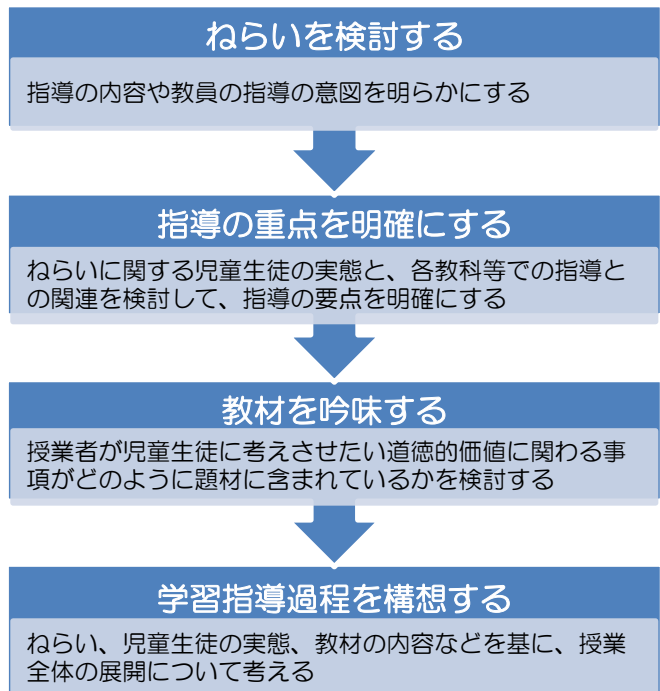 ねらいを検討する
指導の内容や教員の指導の意図を明らかにする
指導の重点を明確にする
ねらいに関する児童生徒の実態と、各教科等での指導と
の関連を検討して、指導の要点を明確にする
教材を吟味する
授業者が児童生徒に考えさせたい道徳的価値に関わる事
項がどのように題材に含まれているかを検討する
学習指導過程を構想する
ねらい、児童生徒の実態、教材の内容などを基に、授業
全体の展開について考える